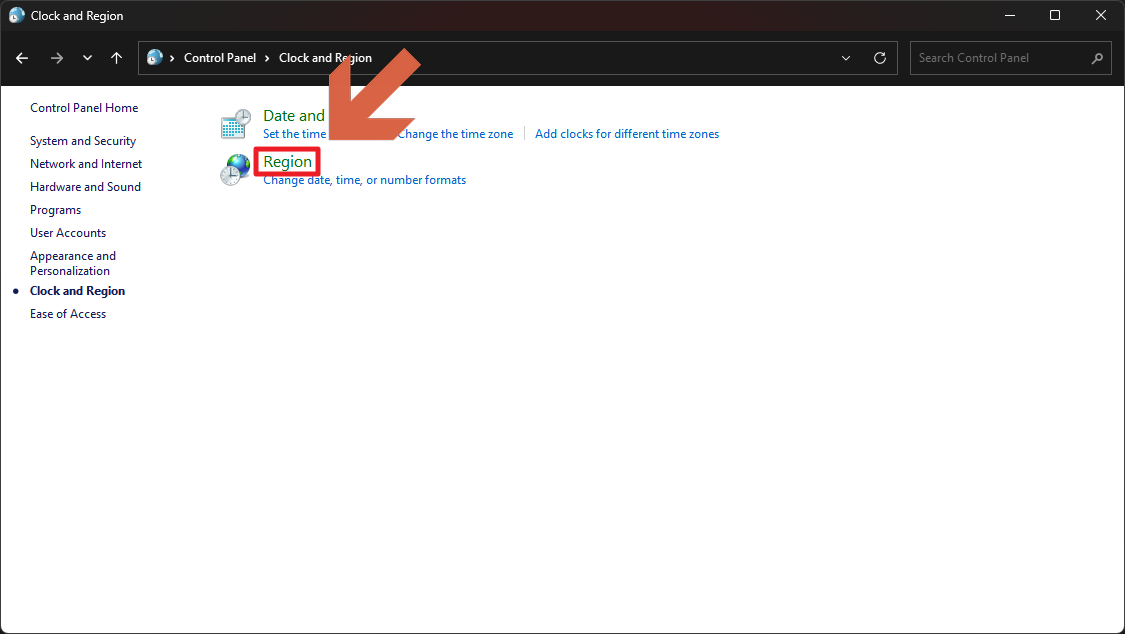 Clock and Region
Control Panel
Clock and Region
Search Control Panel
Control Panel Home
System and Security
Network and Internet
Hardware and Sound
Programs
User Accounts
Appearance and
Personalization
Clock and Region
Ease of Access
Date and
Set the time
Change the time zone
Add clocks for different time zones
Region
Change date, time, or number formats